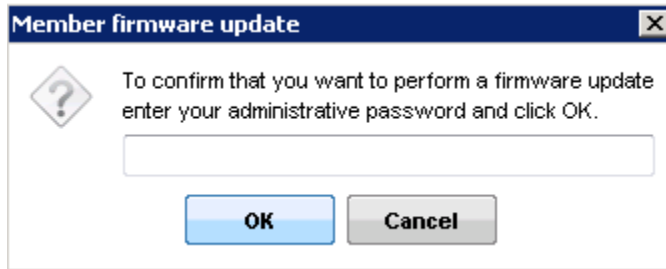 Member firmware update
To confirm that you want to perform a firmware update
enter your administrative password and click OK.
OK
Cancel